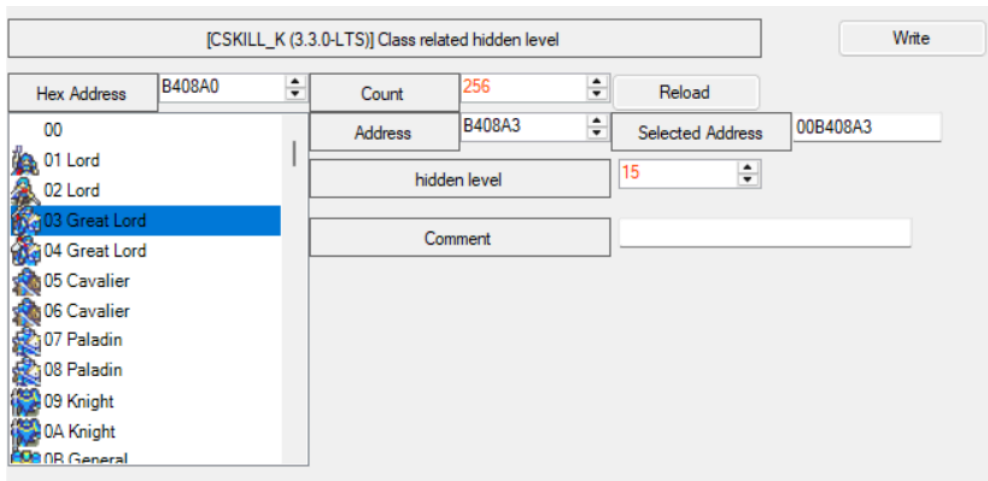 [CSKILL_K (3.3.0-LTS)] Class related hidden level Write
Hex Address B408A0 Count 256 Reload
00 Address B408A3 Selected Address 00B408A3
01 Lord
hidden level 15
02 Lord
03 Great Lord
Comment
04 Great Lord
05 Cavalier
06 Cavalier
07 Paladin
08 Paladin
09 Knight
0A Knight
0B General